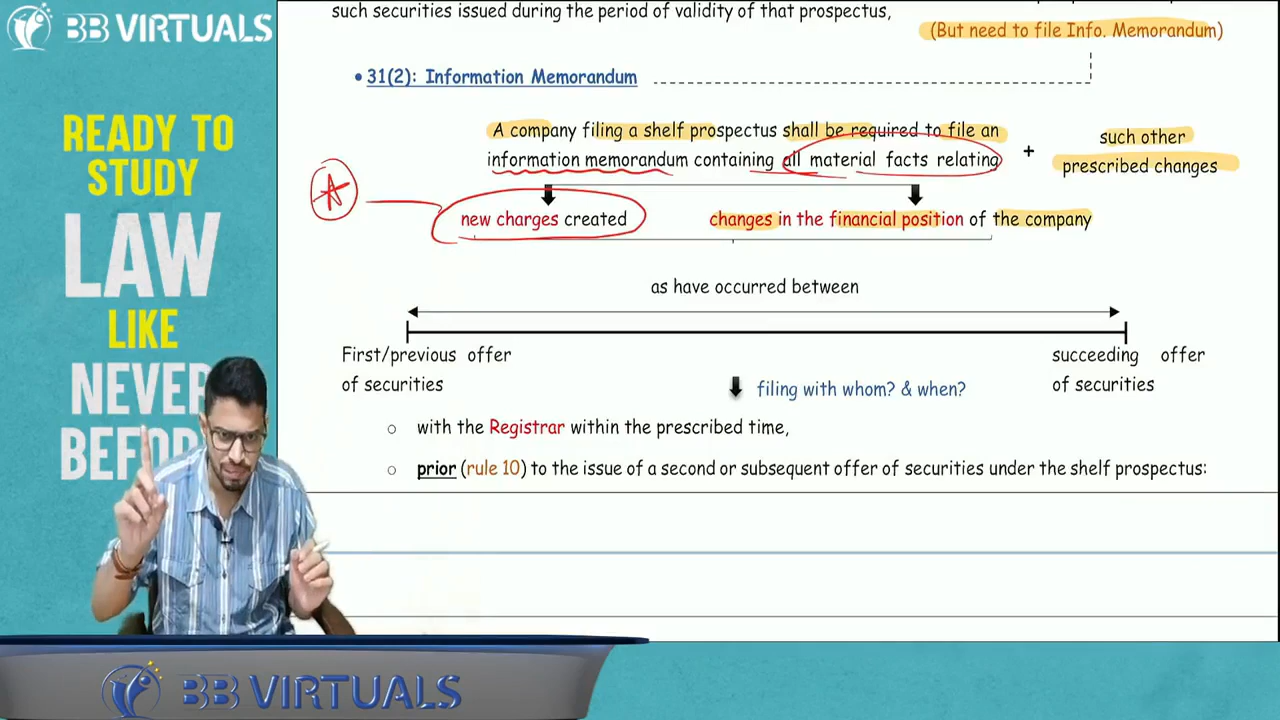 BB VIRTUALS
READY TO
STUDY
LAW
LIKE
NEVER
such securities issued during the period of validity of that prospectus,
(But need to file Info. Memorandum)
• 31(2): Information Memorandum
A company filing a shelf prospectus shall be required to file an
information memorandum containing all material facts relating
+
such other
prescribed changes
new charges created
changes in the financial position of the company
as have occurred between
First/previous offer
of securities
succeeding offer
of securities
filing with whom? & when?
○ with the Registrar within the prescribed time,
○ prior (rule 10) to the issue of a second or subsequent offer of securities under the shelf prospectus:
BB VIRTUALS